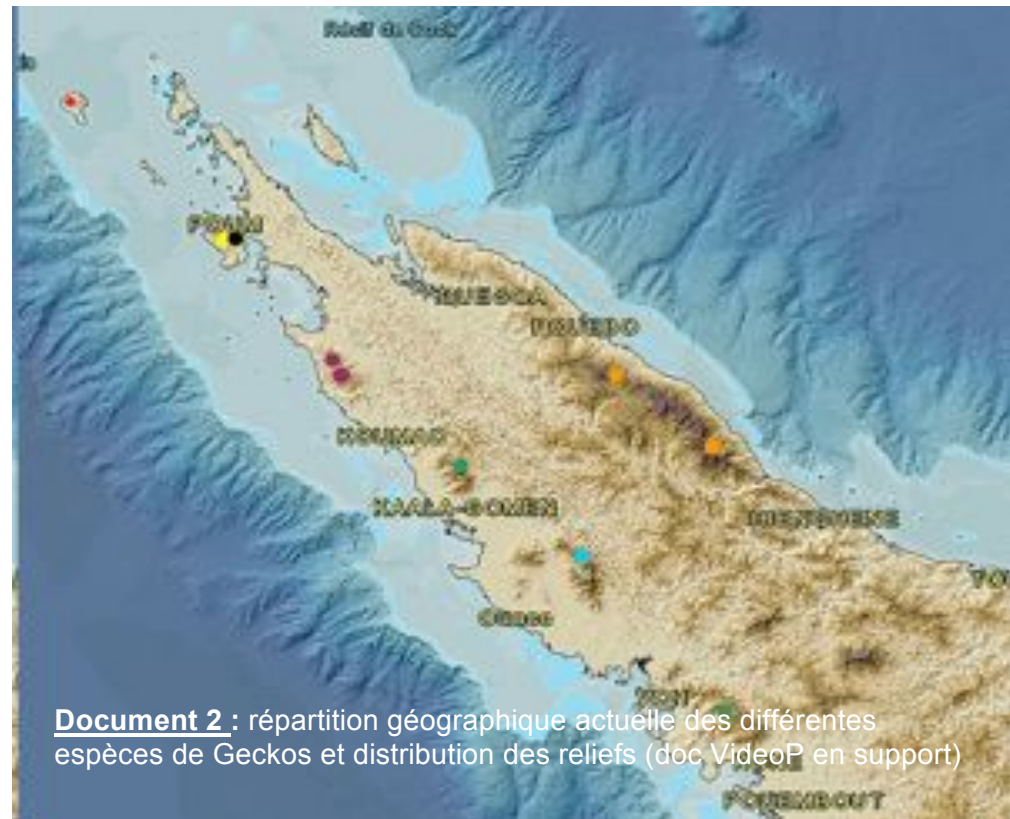 Récif de Cook
POUM
OUEGOA
POUEBO
KOUMAC
KAALA-GOMEN
HIENGHENE
Ouaco
VOH
<u>Document 2 :</u> répartition géographique actuelle des différentes
espèces de Geckos et distribution des reliefs (doc VideoP en support)
POUEMBOUT